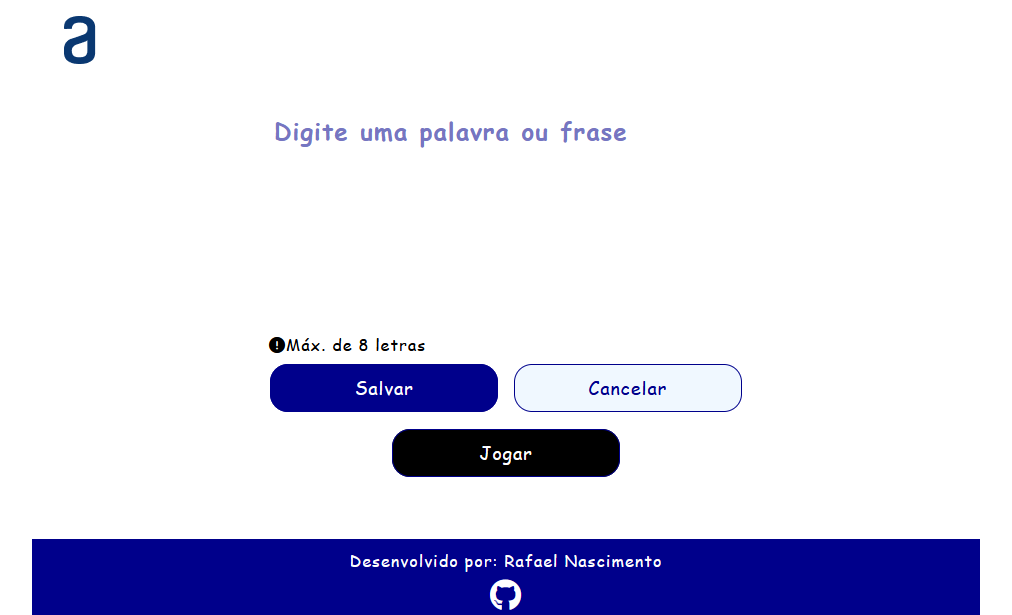 a
Digite uma palavra ou frase
Máx. de 8 letras
Salvar
Cancelar
Jogar
Desenvolvido por: Rafael Nascimento